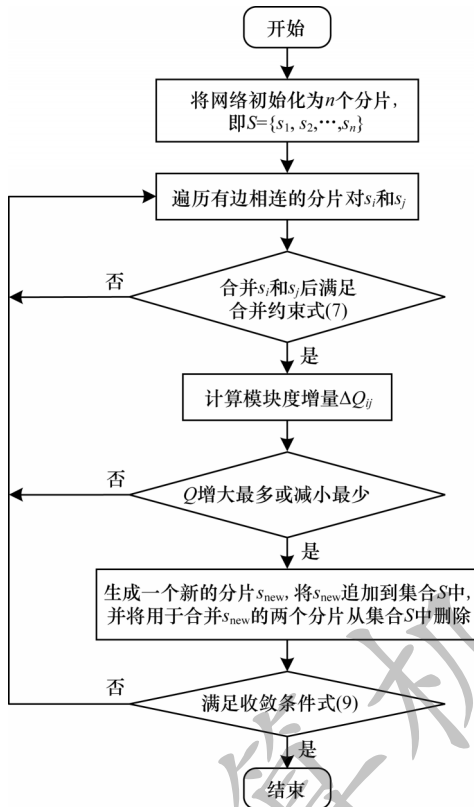 开始
将网络初始化为n个分片,
即S={s1, s2,…,sn}
遍历有边相连的分片对si和sj
否
合并si和sj后满足
合并约束式(7)
是
计算模块度增量ΔQij
否
Q增大最多或减小最少
是
生成一个新的分片snew, 将snew追加到集合S中,
并将用于合并snew的两个分片从集合S中删除
否
满足收敛条件式(9)
是
结束
算机